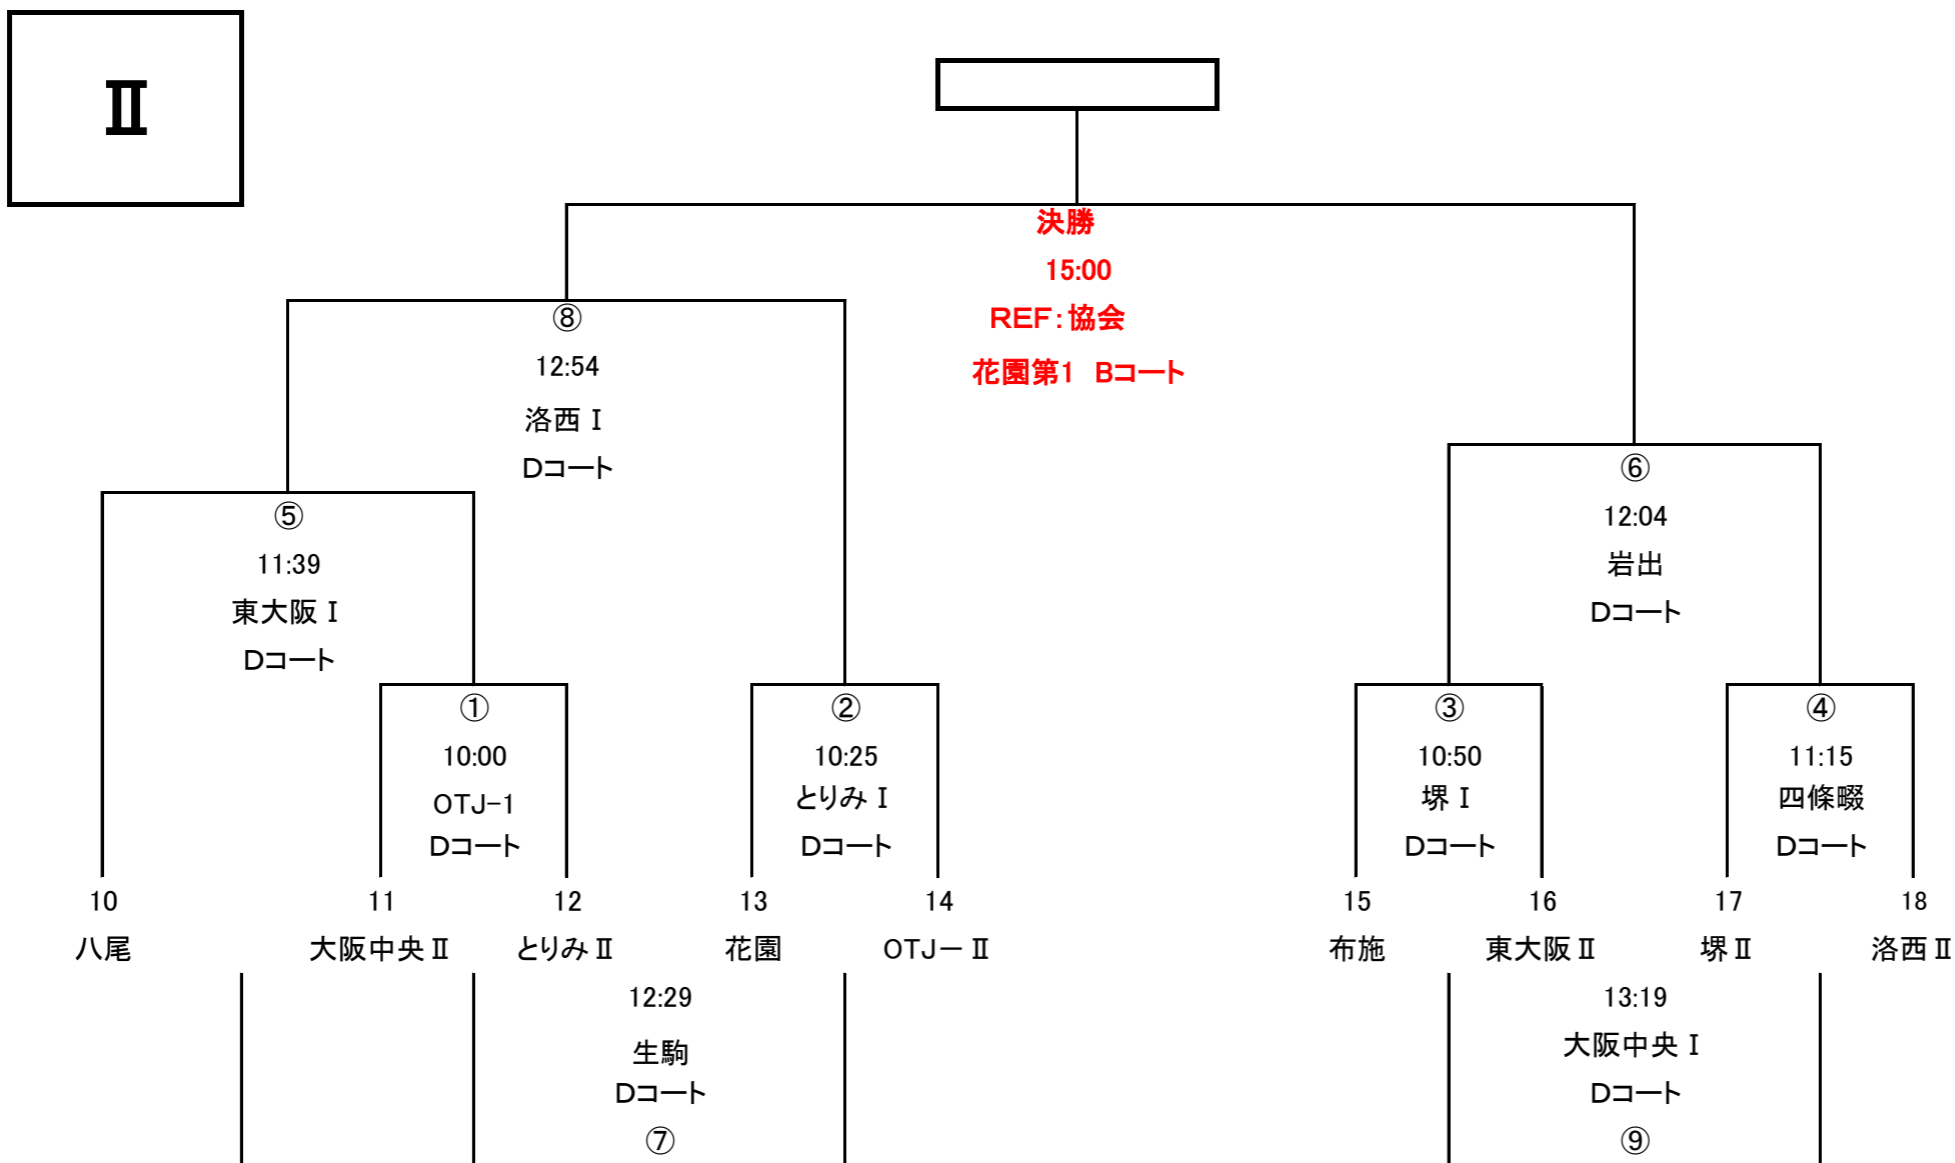 Ⅱ
決勝
15:00
REF:協会
花園第1 Bコート
⑧
12:54
洛西Ⅰ
Dコート
⑥
12:04
岩出
Dコート
⑤
11:39
東大阪Ⅰ
Dコート
① ② ③ ④
10:00 10:25 10:50 11:15
OTJ-1 とりみⅠ 堺Ⅰ 四條畷
Dコート Dコート Dコート Dコート
10 11 12 13 14 15 16 17 18
八尾 大阪中央Ⅱ とりみⅡ 花園 OTJーⅡ 布施 東大阪Ⅱ 堺Ⅱ 洛西Ⅱ
12:29 13:19
生駒 大阪中央Ⅰ
Dコート Dコート
⑦ ⑨